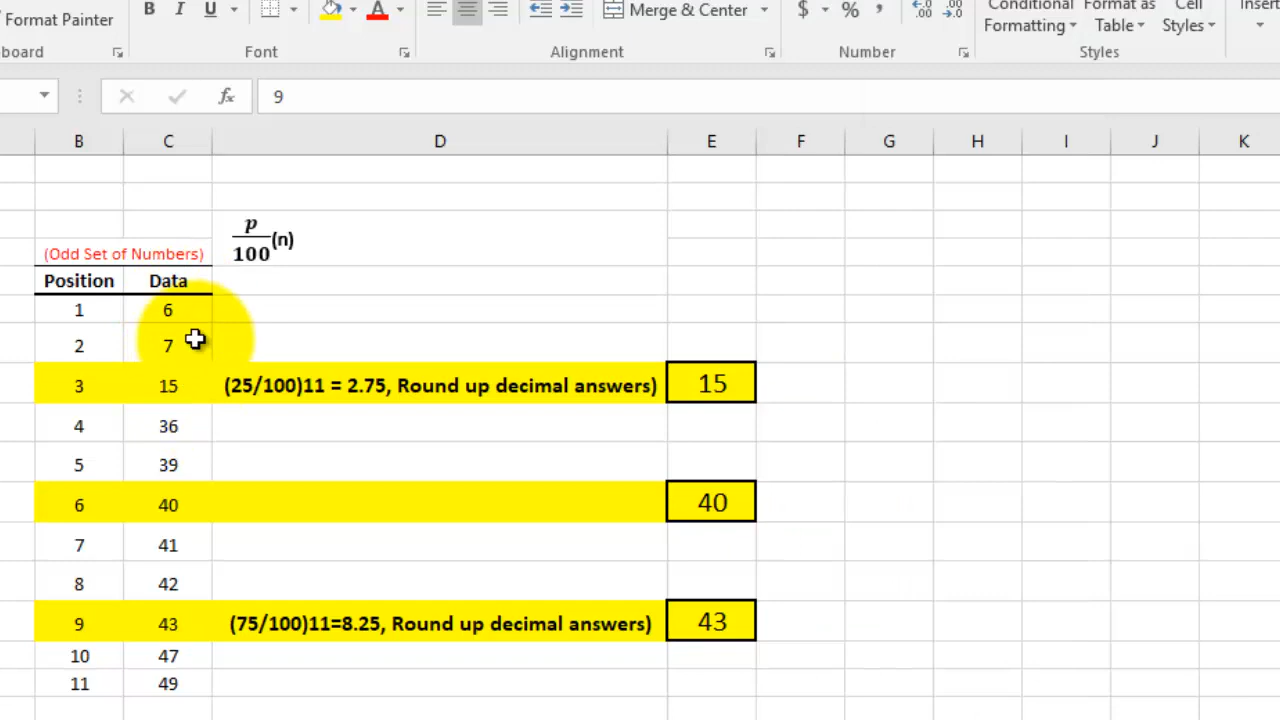 Format Painter
B I U
Merge & Center
$ % ,
.00
.00
Conditional Format as Cell Insert
Formatting Table Styles
board Font Alignment Number Styles
fx 9
B C D E F G H I J K
p
100 (n)
(Odd Set of Numbers)
Position Data
1 6
2 7
3 15 (25/100)11 = 2.75, Round up decimal answers) 15
4 36
5 39
6 40 40
7 41
8 42
9 43 (75/100)11=8.25, Round up decimal answers) 43
10 47
11 49